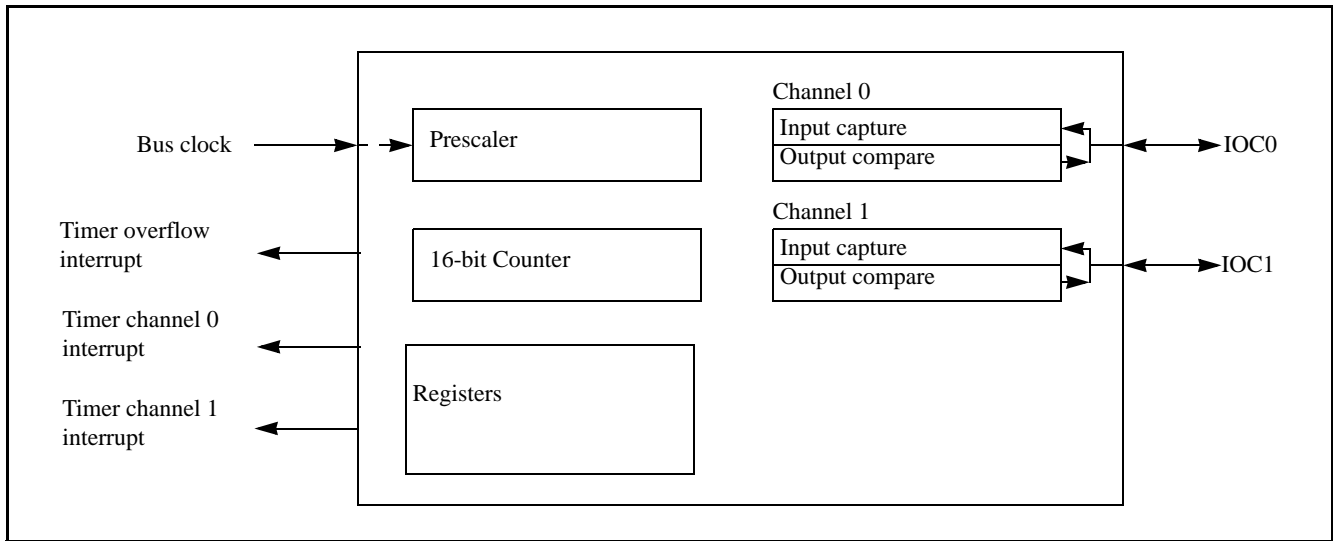 Channel 0
Input capture
Prescaler
Bus clock
IOC0
Output compare
Channel 1
Timer overflow
interrupt
Input capture
16-bit Counter
IOC1
Output compare
Timer channel 0
interrupt
Registers
Timer channel 1
interrupt